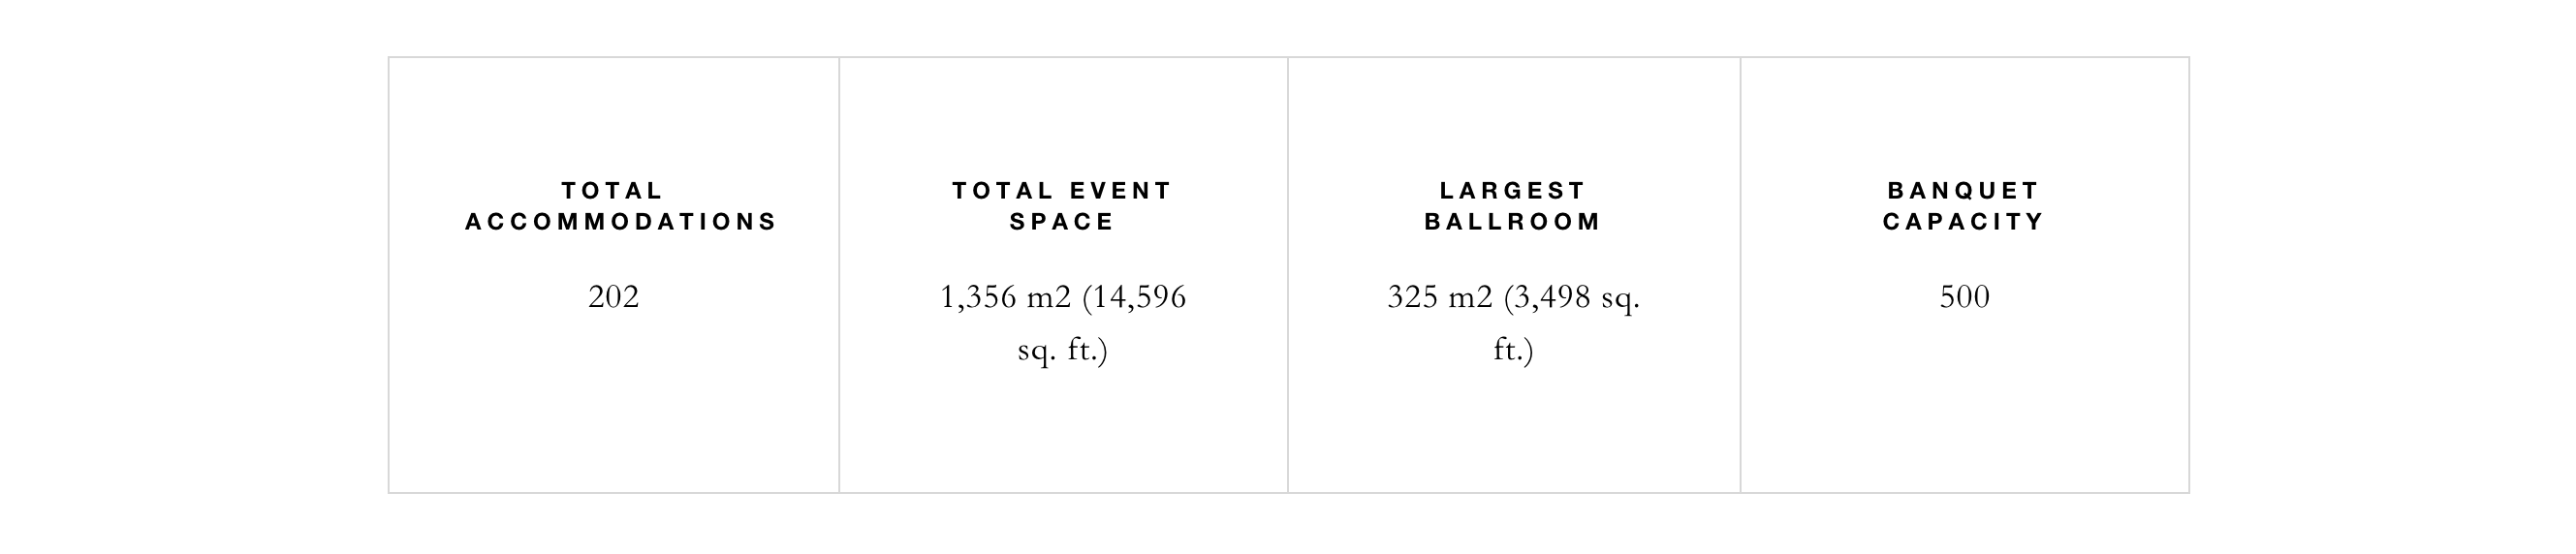 TOTAL
ACCOMMODATIONS
202
TOTAL EVENT
SPACE
1,356 m2 (14,596
sq. ft.)
LARGEST
BALLROOM
325 m2 (3,498 sq.
ft.)
BANQUET
CAPACITY
500